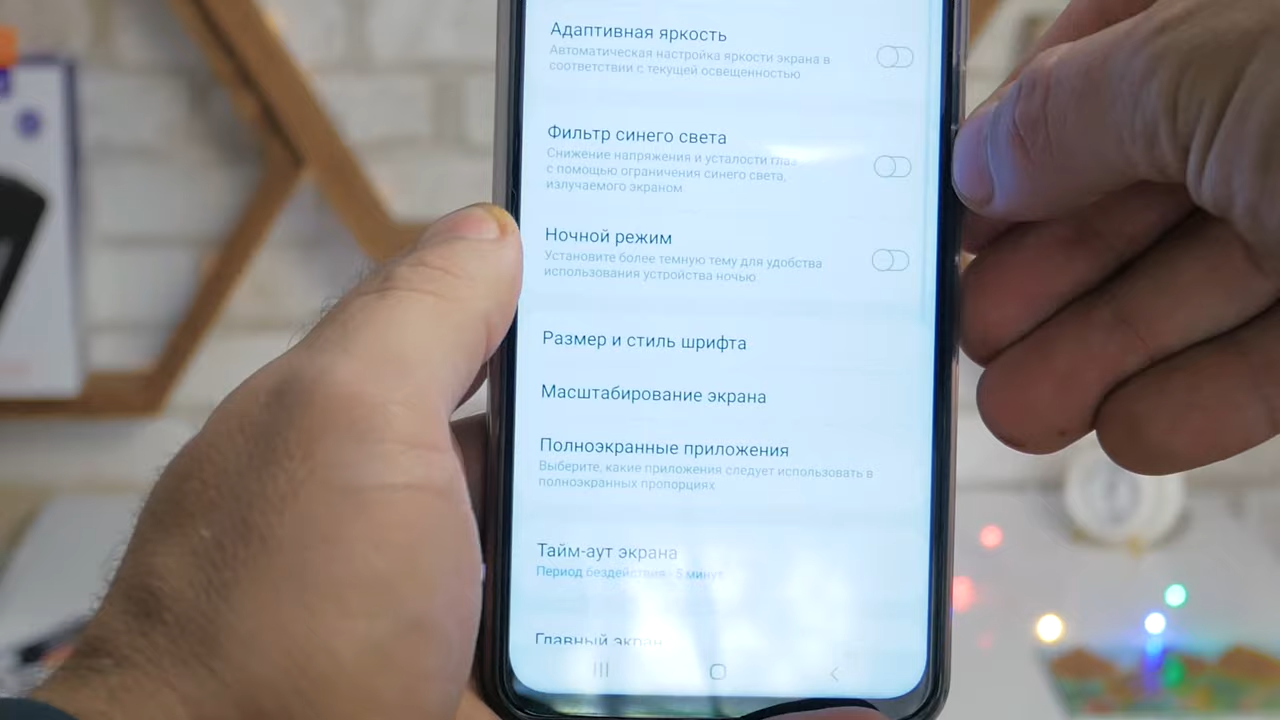 Адаптивная яркость
Автоматическая настройка яркости экрана в
соответствии с текущей освещенностью
Фильтр синего света
Снижение напряжения и усталости глаз
с помощью ограничения синего света,
излучаемого экраном.
Ночной режим
Установите более темную тему для удобства
использования устройства ночью
Размер и стиль шрифта
Масштабирование экрана
Полноэкранные приложения
Выберите, какие приложения следует использовать в
полноэкранных пропорциях
Тайм-аут экрана
Период бездействия - 5 минут
Главный экран